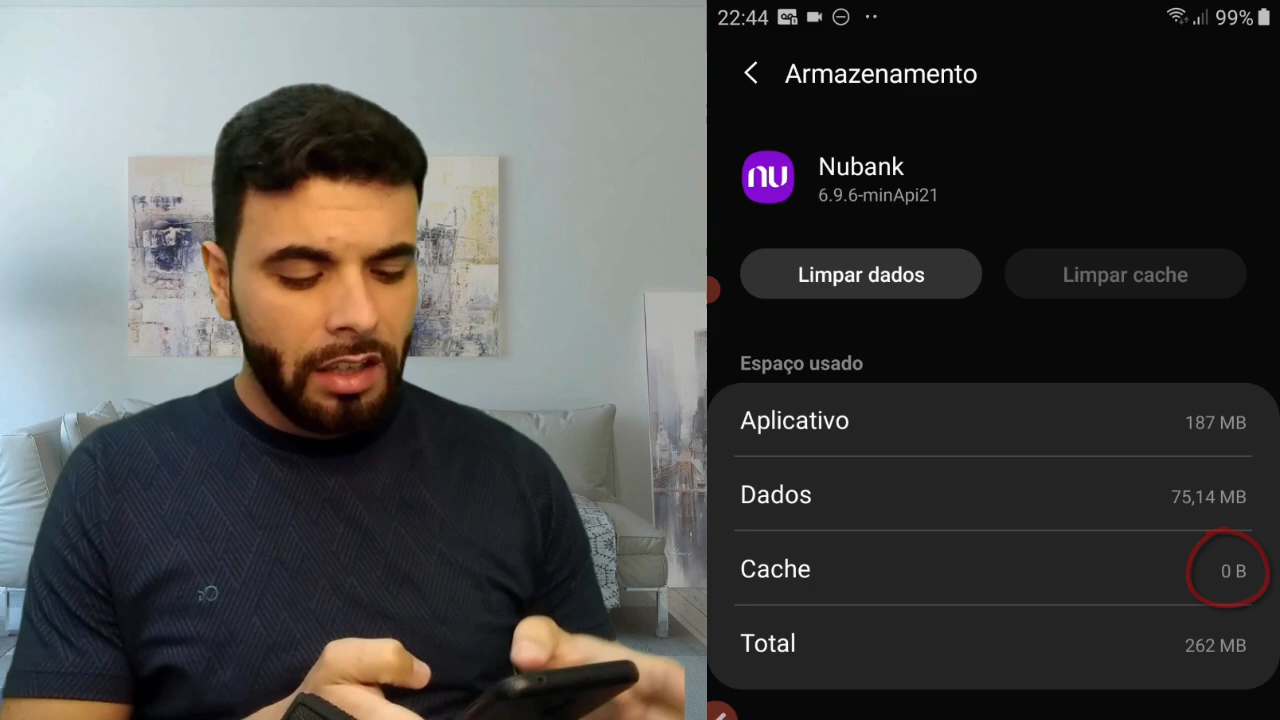 22:44 99%
Armazenamento
nu
Nubank
6.9.6-minApi21
Limpar dados Limpar cache
Espaço usado
Aplicativo 187 MB
Dados 75,14 MB
Cache 0 B
Total 262 MB